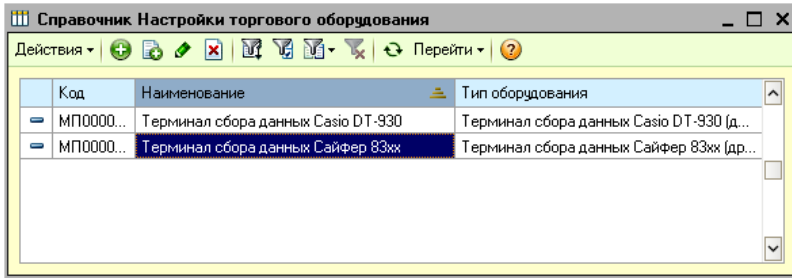 Справочник Настройки торгового оборудования
Действия Перейти
Код Наименование Тип оборудования
МП0000... Терминал сбора данных Casio DT-930 Терминал сбора данных Casio DT-930 (д...
МП0000... Терминал сбора данных Сайфер 83xx Терминал сбора данных Сайфер 83xx (др...